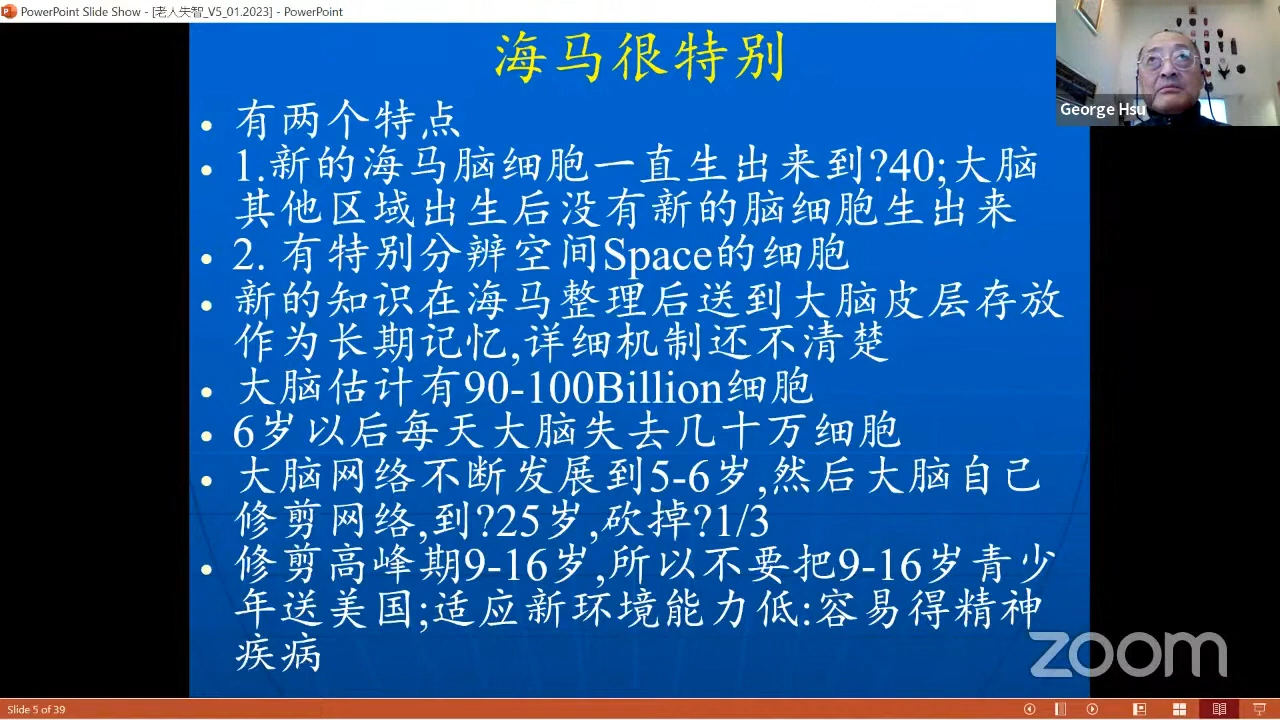 PowerPoint Slide Show - [老人失智_V5_01.2023] - PowerPoint
海马很特别
George Hsu
• 有两个特点
• 1.新的海马脑细胞一直生出来到?40;大脑
其他区域出生后没有新的脑细胞生出来
• 2. 有特别分辨空间Space的细胞
• 新的知识在海马整理后送到大脑皮层存放
作为长期记忆,详细机制还不清楚
• 大脑估计有90-100Billion细胞
• 6岁以后每天大脑失去几十万细胞
• 大脑网络不断发展到5-6岁,然后大脑自己
修剪网络,到?25岁,砍掉?1/3
• 修剪高峰期9-16岁,所以不要把9-16岁青少
年送美国;适应新环境能力低:容易得精神
疾病
zoom
Slide 5 of 39